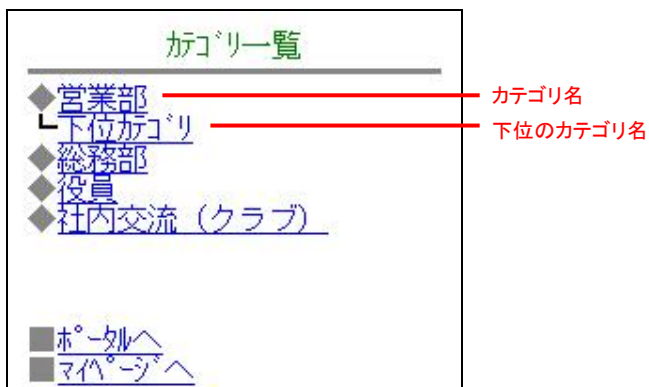 ｶﾃｺﾞﾘ一覧
◆営業部
カテゴリ名
┗下位ｶﾃｺﾞﾘ
下位のカテゴリ名
◆総務部
◆役員
◆社内交流（クラブ）
■ﾎﾟｰﾀﾙへ
■ﾏｲﾍﾟｰｼﾞへ